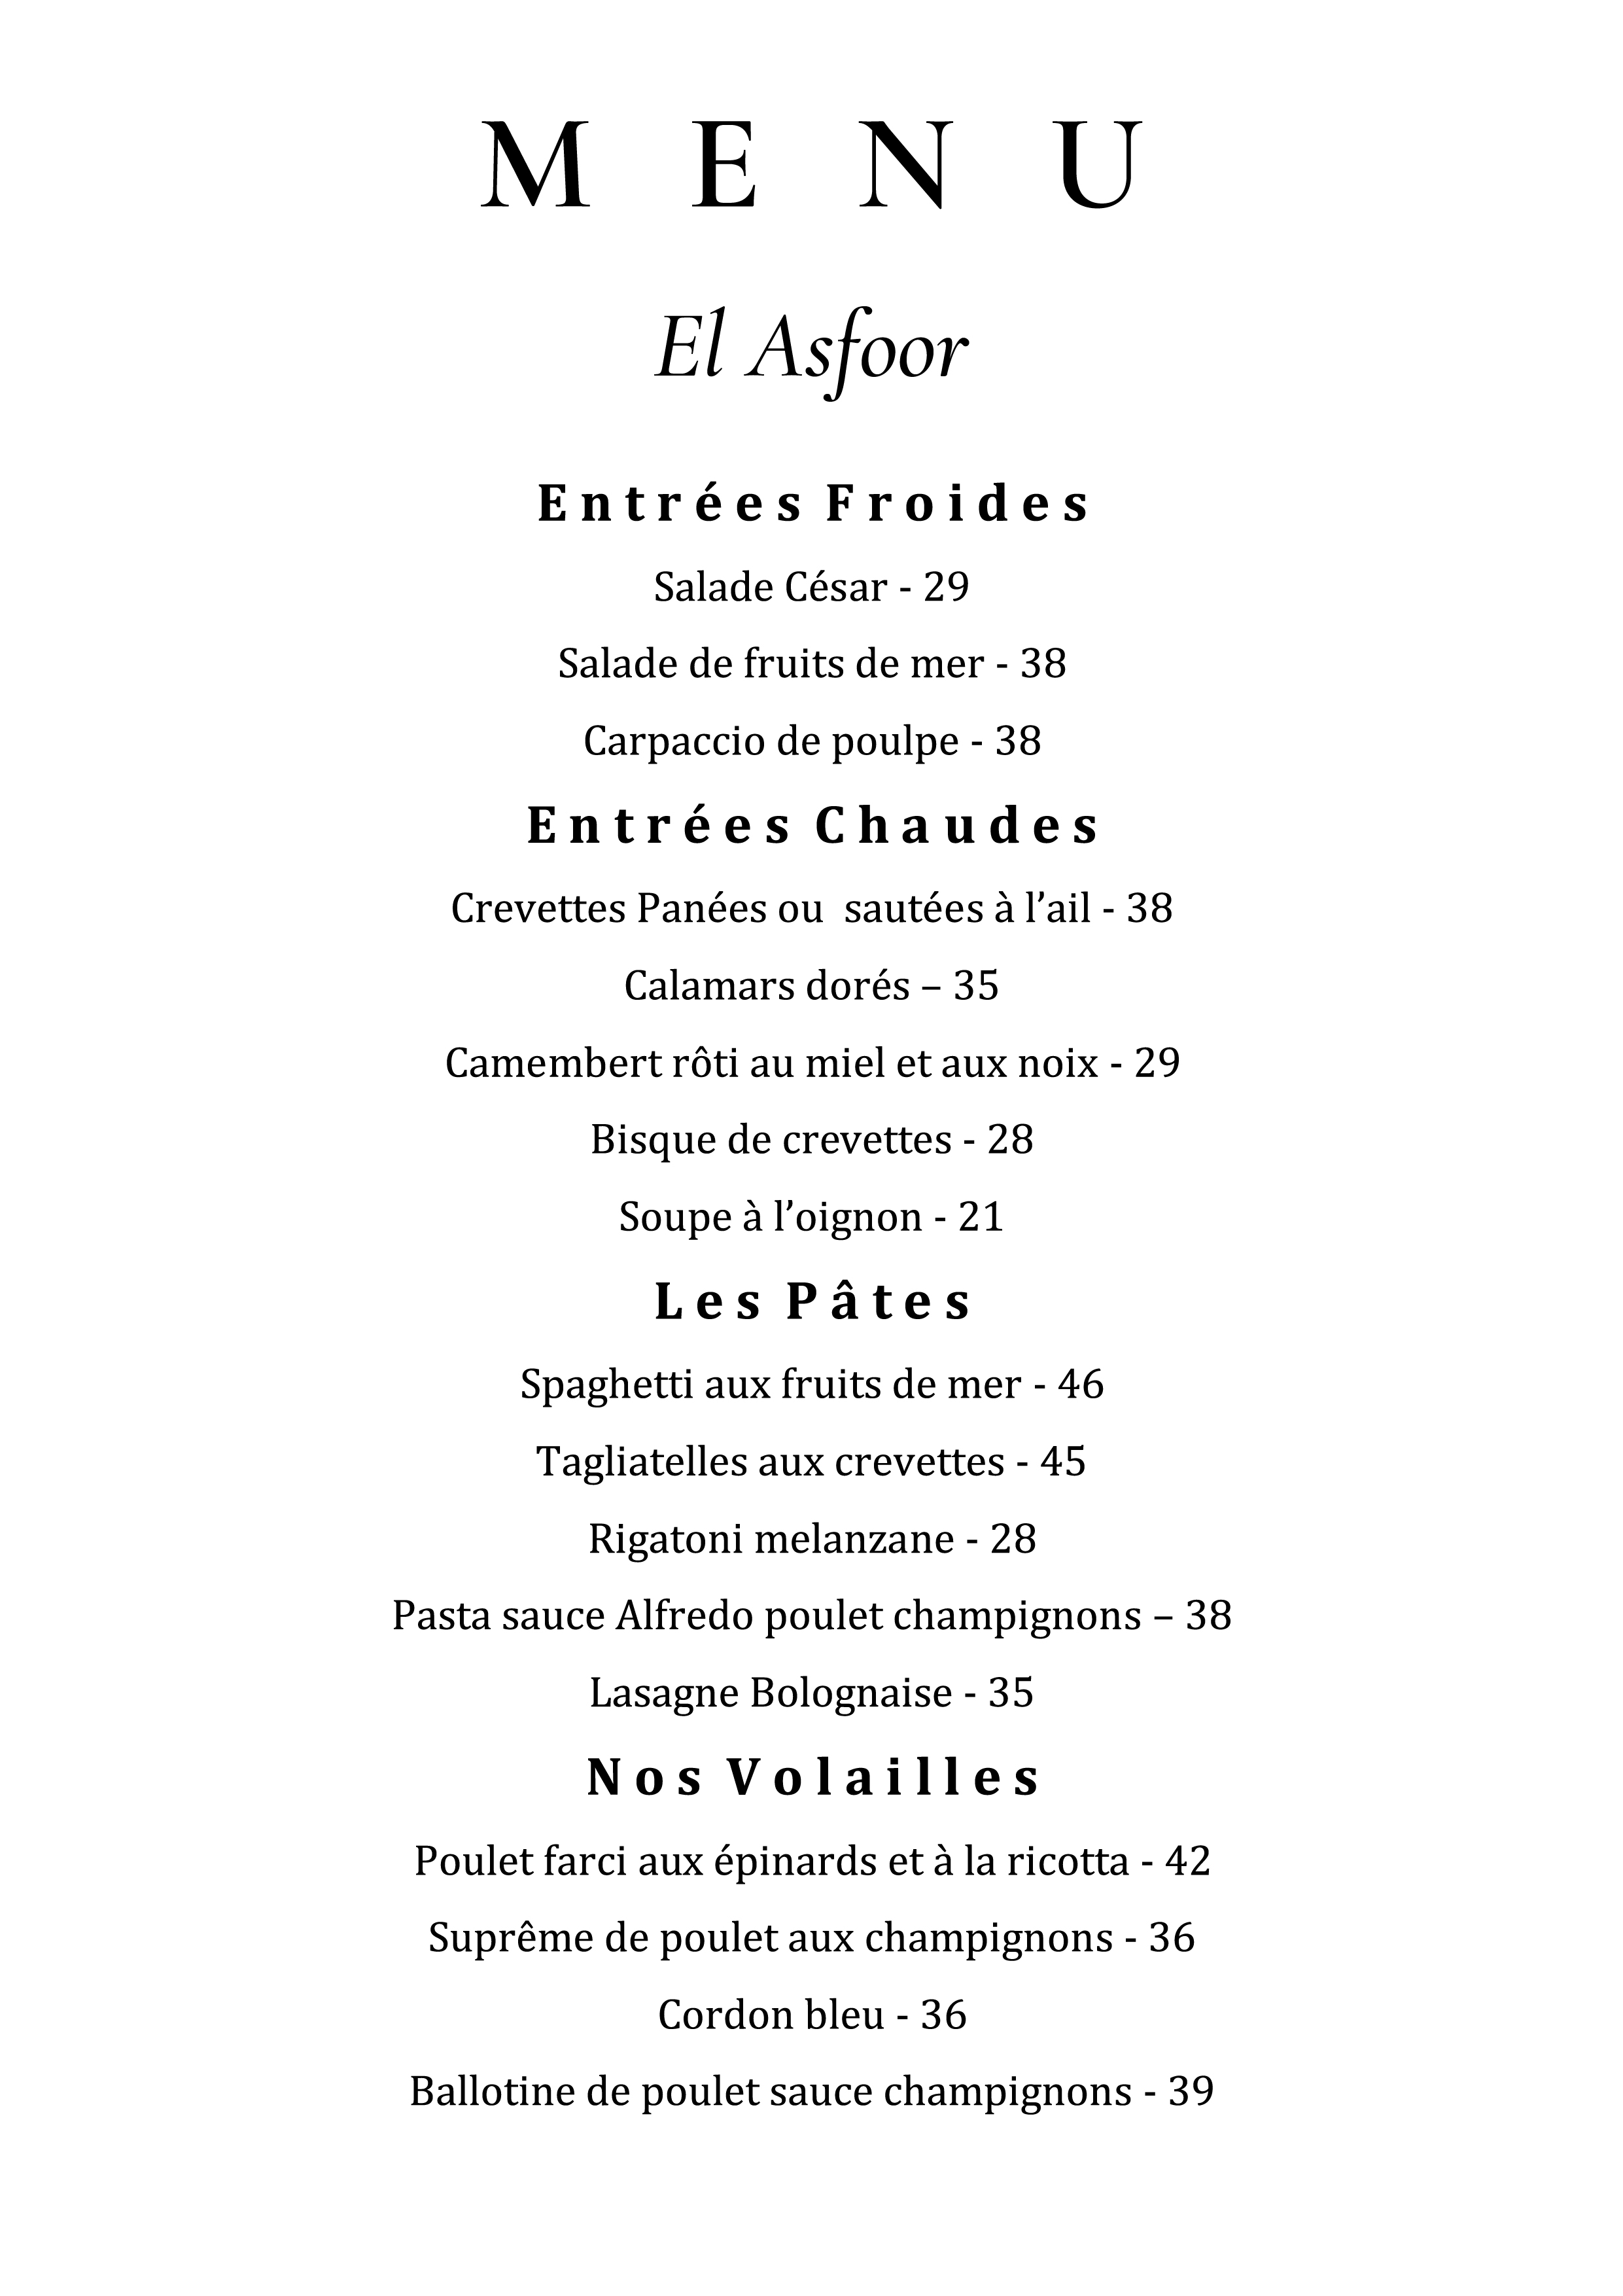 MENU
El Asfoor
Entrées Froides
Salade César - 29
Salade de fruits de mer - 38
Carpaccio de poulpe - 38
Entrées Chaudes
Crevettes Panées ou  sautées à l’ail - 38
Calamars dorés – 35
Camembert rôti au miel et aux noix - 29
Bisque de crevettes - 28
Soupe à l’oignon - 21
Les Pâtes
Spaghetti aux fruits de mer - 46
Tagliatelles aux crevettes - 45
Rigatoni melanzane - 28
Pasta sauce Alfredo poulet champignons – 38
Lasagne Bolognaise - 35
Nos Volailles
Poulet farci aux épinards et à la ricotta - 42
Suprême de poulet aux champignons - 36
Cordon bleu - 36
Ballotine de poulet sauce champignons - 39